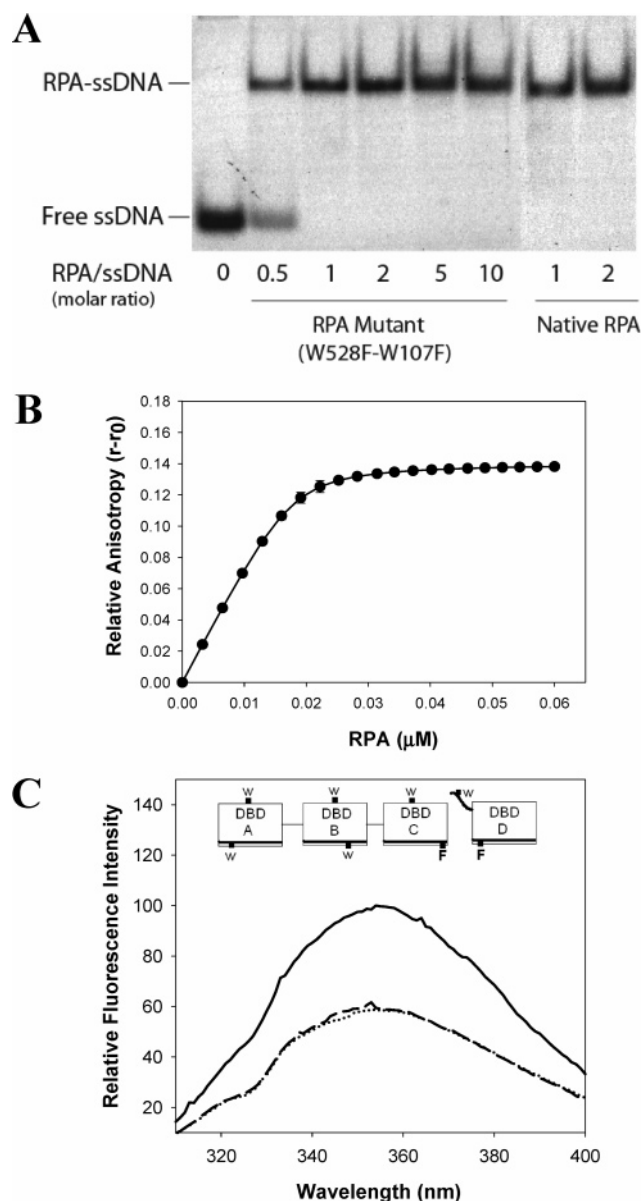 A
RPA-ssDNA
Free ssDNA
RPA/ssDNA 0 0.5 1 2 5 10 1 2
(molar ratio)
RPA Mutant Native RPA
(W528F-W107F)
B
Relative Anisotropy (r-r0)
0.18
0.16
0.14
0.12
0.10
0.08
0.06
0.04
0.02
0.00
0.00 0.01 0.02 0.03 0.04 0.05 0.06
RPA (μM)
C
Relative Fluorescence Intensity
140
120
100
80
60
40
20
W W W W
DBD A DBD B DBD C DBD D
W W F F
320 340 360 380 400
Wavelength (nm)